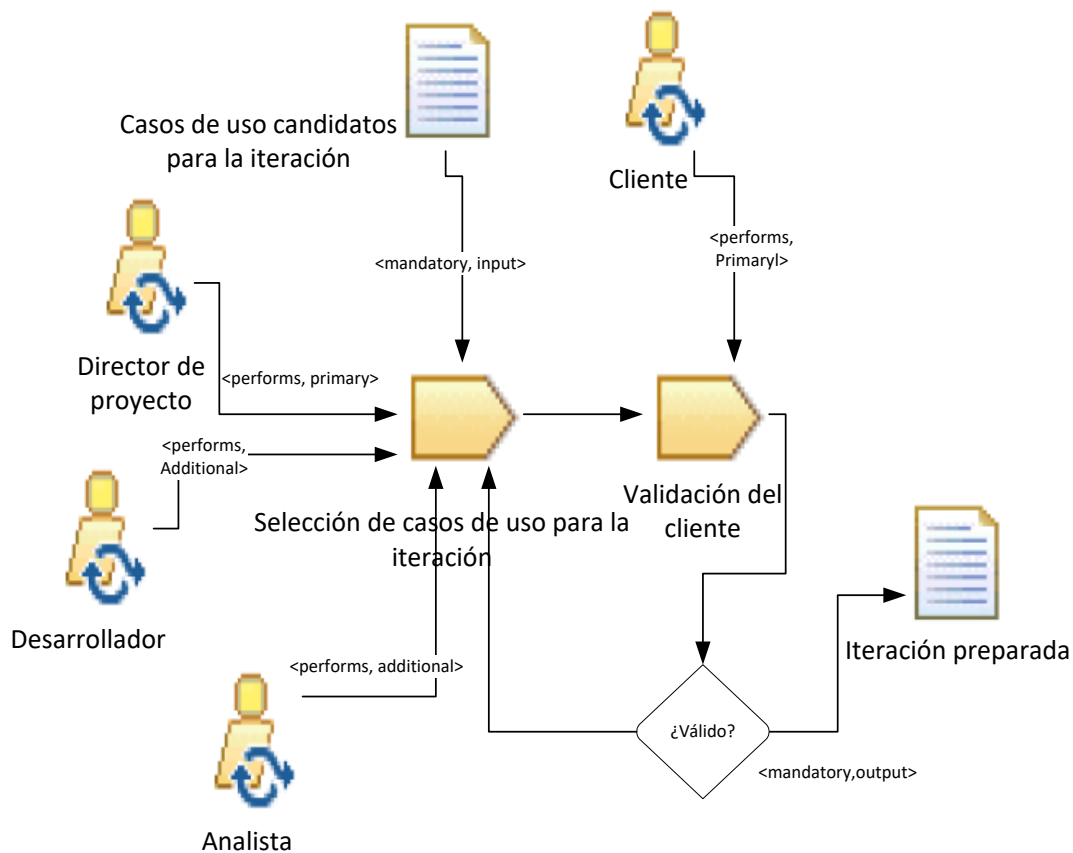 Casos de uso candidatos
para la iteración
Cliente
<performs,
Primaryl>
<mandatory, input>
Director de
proyecto
<performs, primary>
<performs,
Additional>
Selección de casos de uso para la
iteración
Validación del
cliente
Desarrollador
<performs, additional>
Analista
¿Válido?
<mandatory,output>
Iteración preparada